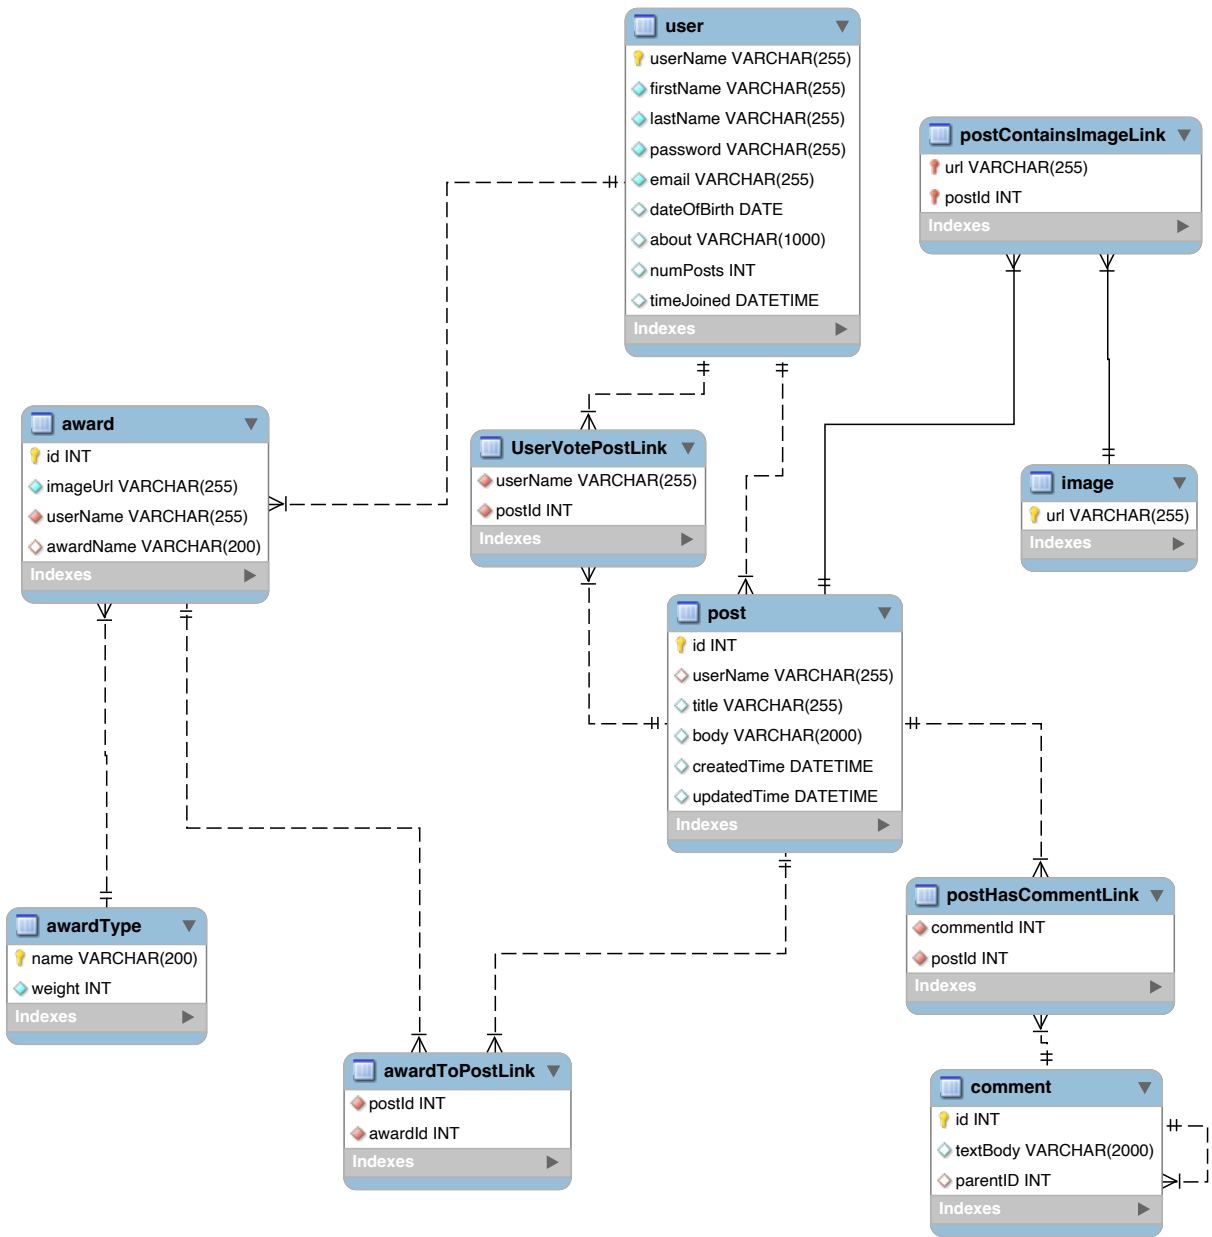 user
userName VARCHAR(255)
firstName VARCHAR(255)
lastName VARCHAR(255)
password VARCHAR(255)
email VARCHAR(255)
dateOfBirth DATE
about VARCHAR(1000)
numPosts INT
timeJoined DATETIME
Indexes
postContainsImageLink
url VARCHAR(255)
postId INT
Indexes
award
id INT
imageUrl VARCHAR(255)
userName VARCHAR(255)
awardName VARCHAR(200)
Indexes
UserVotePostLink
userName VARCHAR(255)
postId INT
Indexes
image
url VARCHAR(255)
Indexes
post
id INT
userName VARCHAR(255)
title VARCHAR(255)
body VARCHAR(2000)
createdTime DATETIME
updatedTime DATETIME
Indexes
awardType
name VARCHAR(200)
weight INT
Indexes
postHasCommentLink
commentId INT
postId INT
Indexes
awardToPostLink
postId INT
awardId INT
Indexes
comment
id INT
textBody VARCHAR(2000)
parentID INT
Indexes